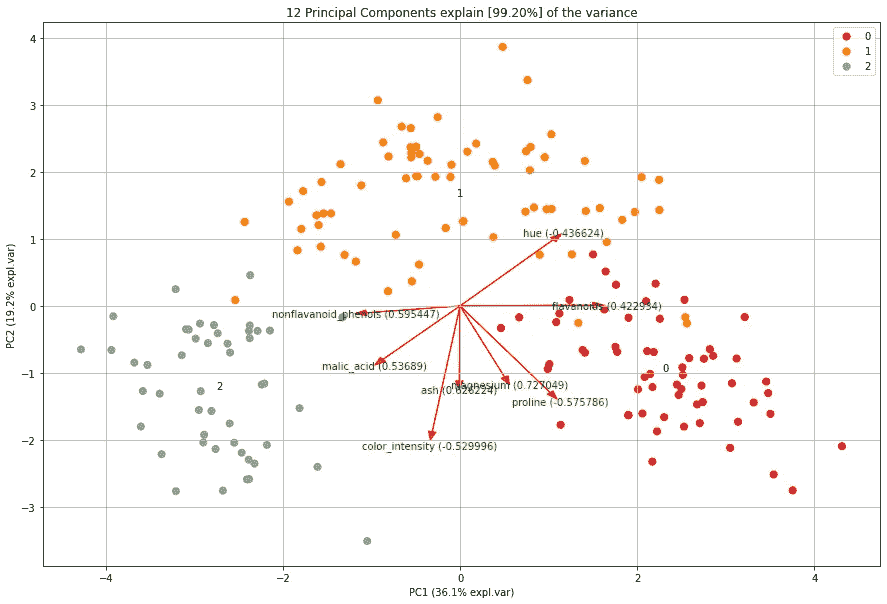 12 Principal Components explain [99.20%] of the variance
0
1
2
4
3
2
1
0
−1
−2
−3
PC2 (19.2% expl.var)
1
hue (-0.436624)
flavanoids (0.422934)
nonflavanoid_phenols (0.595447)
malic_acid (0.53689)
0
magnesium (0.727049)
ash (0.626224)
2
proline (-0.575786)
color_intensity (-0.529996)
−4
−2
0
2
4
PC1 (36.1% expl.var)